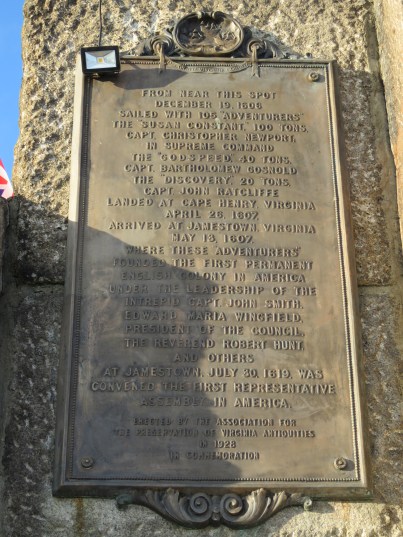 FROM NEAR THIS SPOT
DECEMBER 19, 1606
SAILED WITH 105 "ADVENTURERS"
THE "SUSAN CONSTANT," 100 TONS,
CAPT. CHRISTOPHER NEWPORT,
IN SUPREME COMMAND
THE "GODSPEED," 40 TONS,
CAPT. BARTHOLOMEW GOSNOLD
THE "DISCOVERY," 20 TONS,
CAPT. JOHN RATCLIFFE
LANDED AT CAPE HENRY, VIRGINIA
APRIL 26, 1607,
ARRIVED AT JAMESTOWN, VIRGINIA
MAY 13, 1607,
WHERE THESE "ADVENTURERS"
FOUNDED THE FIRST PERMANENT
ENGLISH COLONY IN AMERICA
UNDER THE LEADERSHIP OF THE
INTREPID CAPT. JOHN SMITH,
EDWARD MARIA WINGFIELD,
PRESIDENT OF THE COUNCIL,
THE REVEREND ROBERT HUNT,
AND OTHERS
AT JAMESTOWN, JULY 30, 1619, WAS
CONVENED THE FIRST REPRESENTATIVE
ASSEMBLY IN AMERICA.
ERECTED BY THE ASSOCIATION FOR
THE PRESERVATION OF VIRGINIA ANTIQUITIES
IN 1928
IN COMMEMORATION